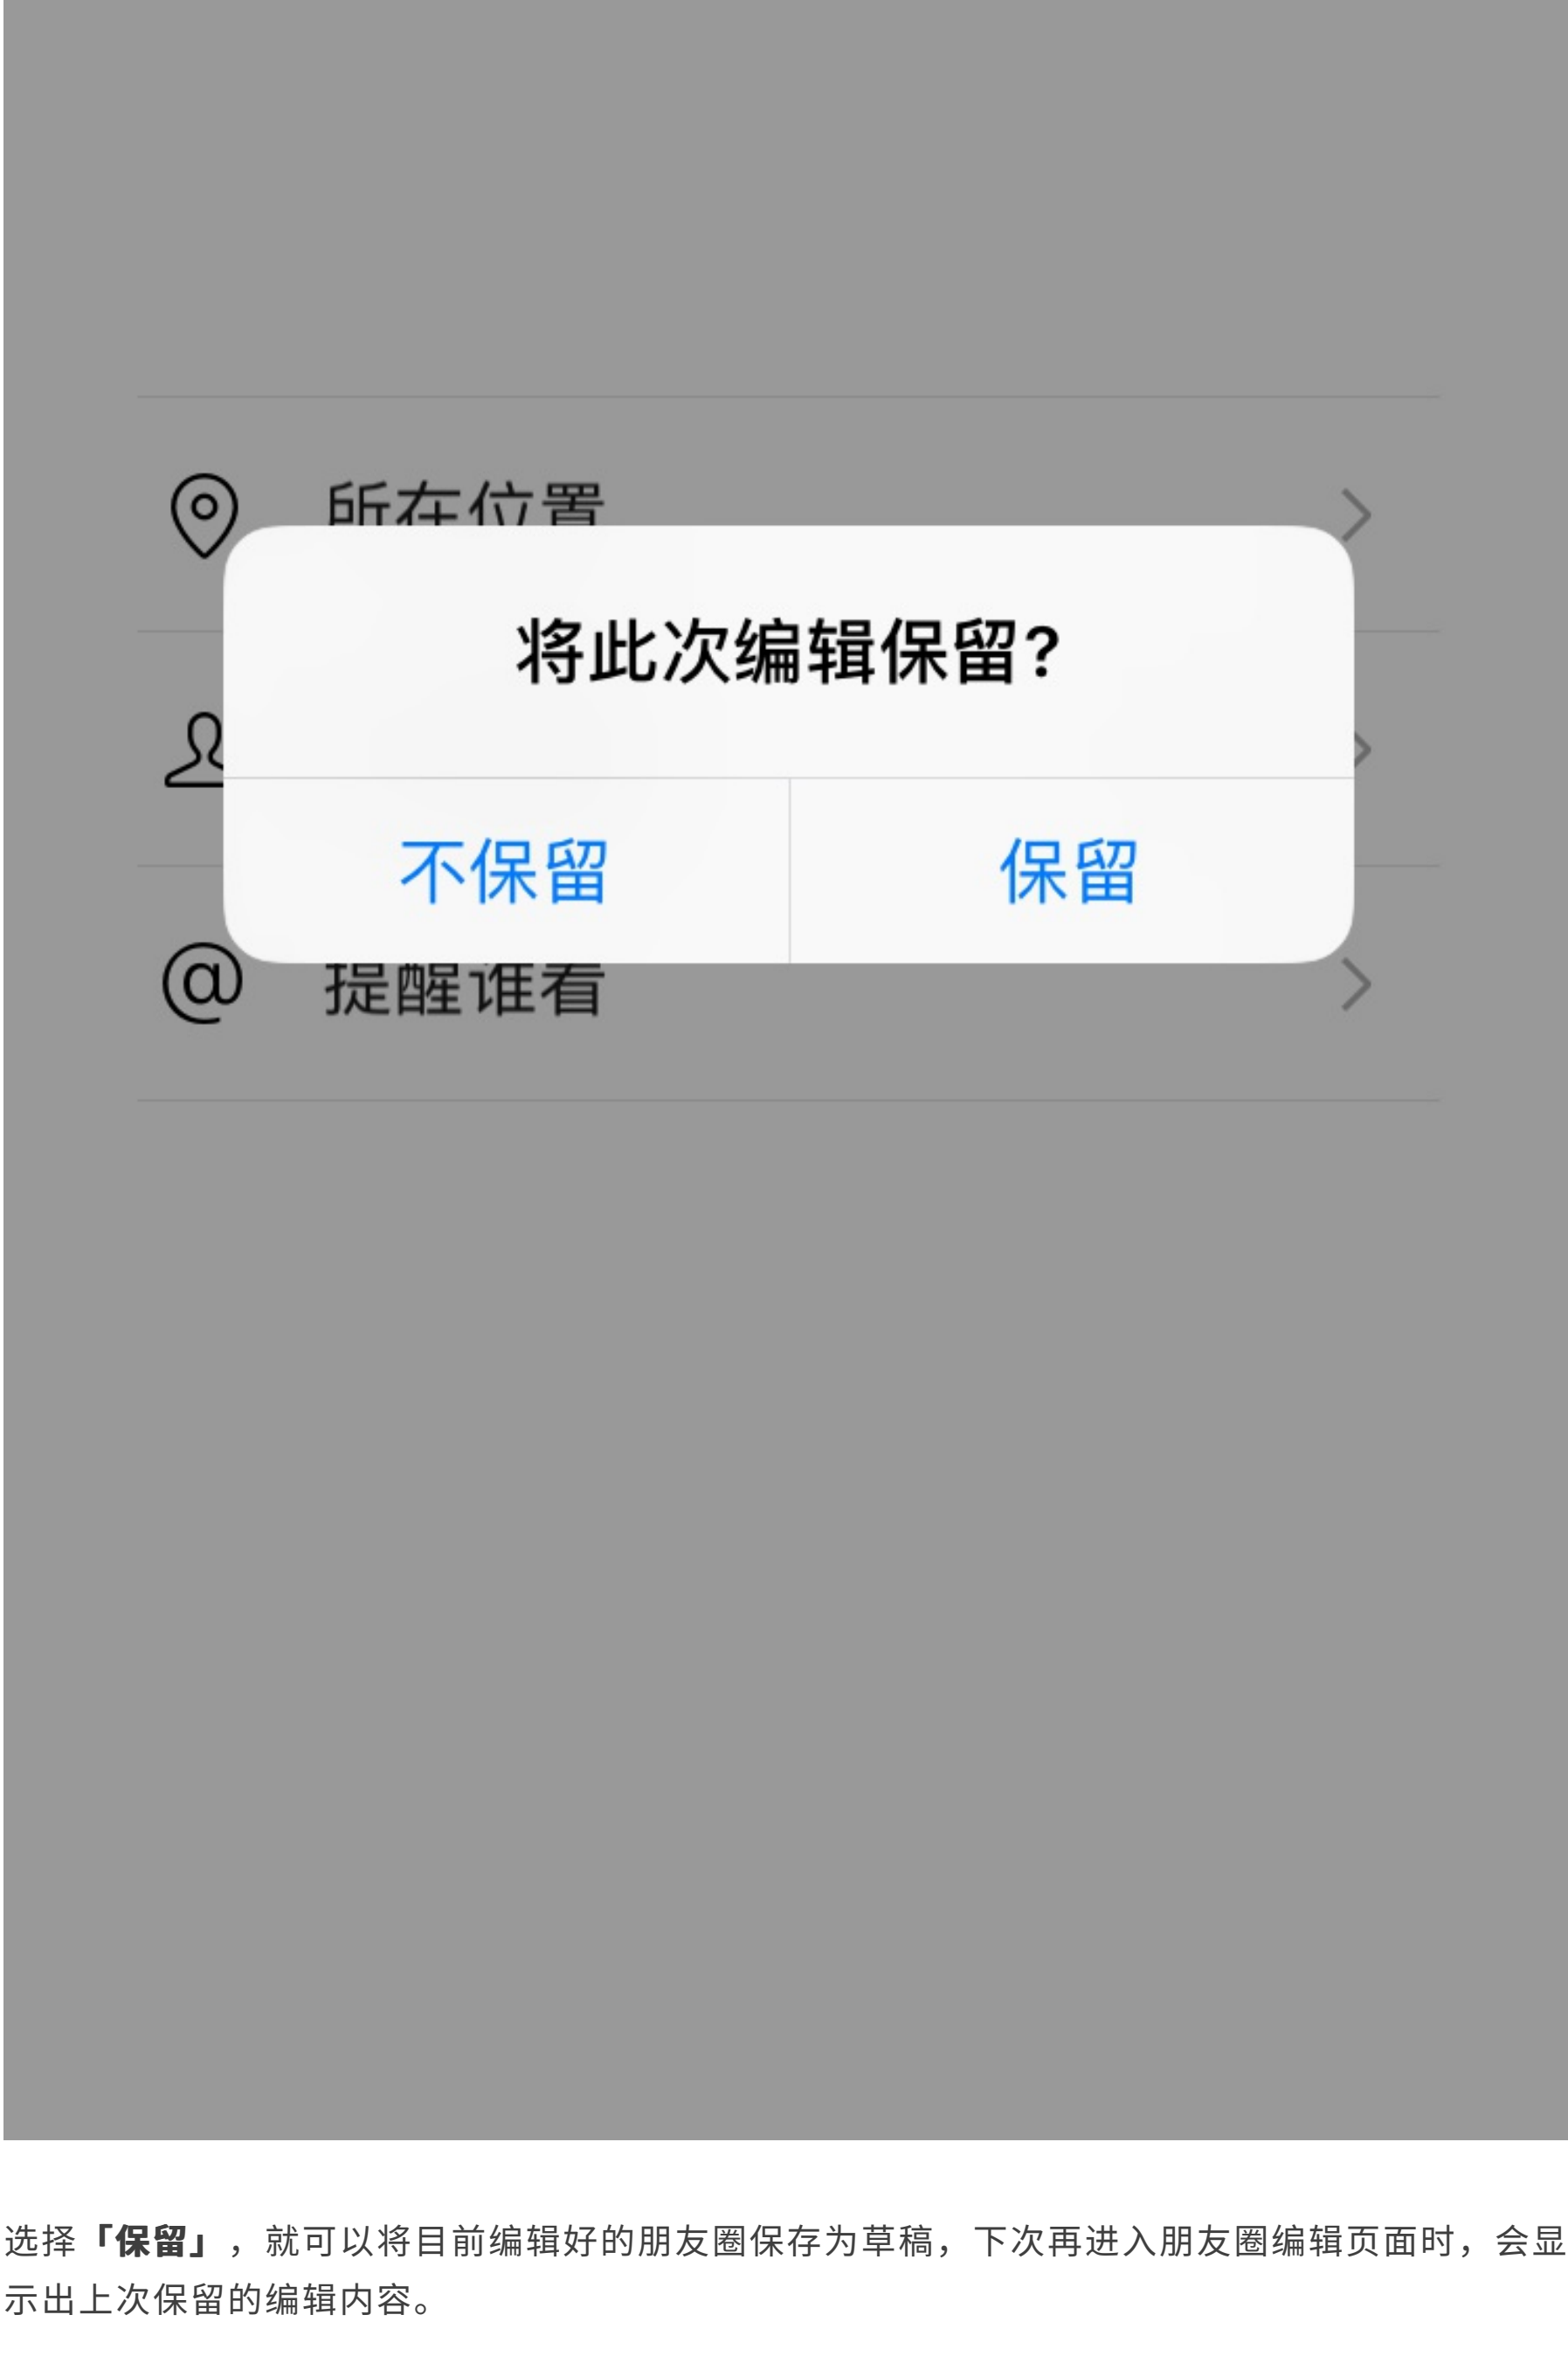 所在位置
将此次编辑保留?
不保留
保留
@ 提醒谁看
选择「保留」，就可以将目前编辑好的朋友圈保存为草稿，下次再进入朋友圈编辑页面时，会显
示出上次保留的编辑内容。